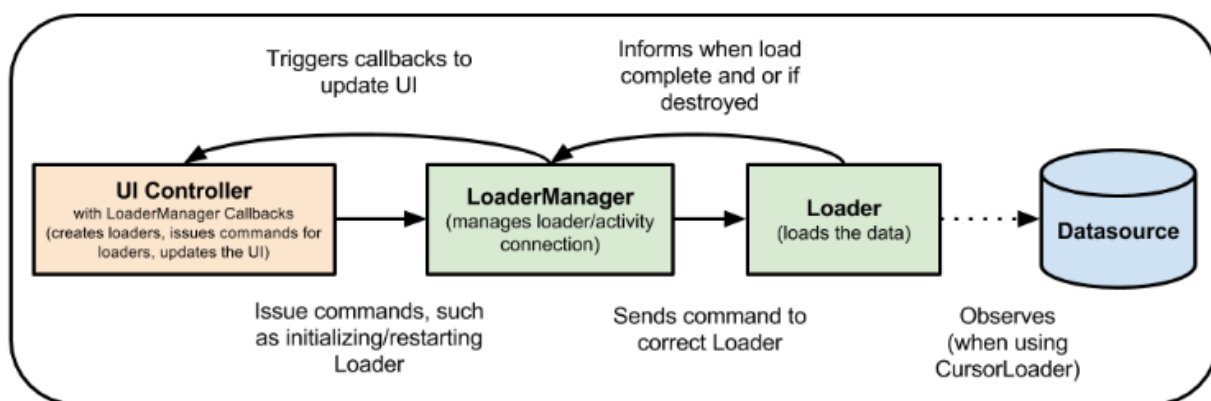 Triggers callbacks to
update UI
Informs when load
complete and or if
destroyed
UI Controller
with LoaderManager Callbacks
(creates loaders, issues commands for
loaders, updates the UI)
LoaderManager
(manages loader/activity
connection)
Loader
(loads the data)
Datasource
Issue commands, such
as initializing/restarting
Loader
Sends command to
correct Loader
Observes
(when using
CursorLoader)